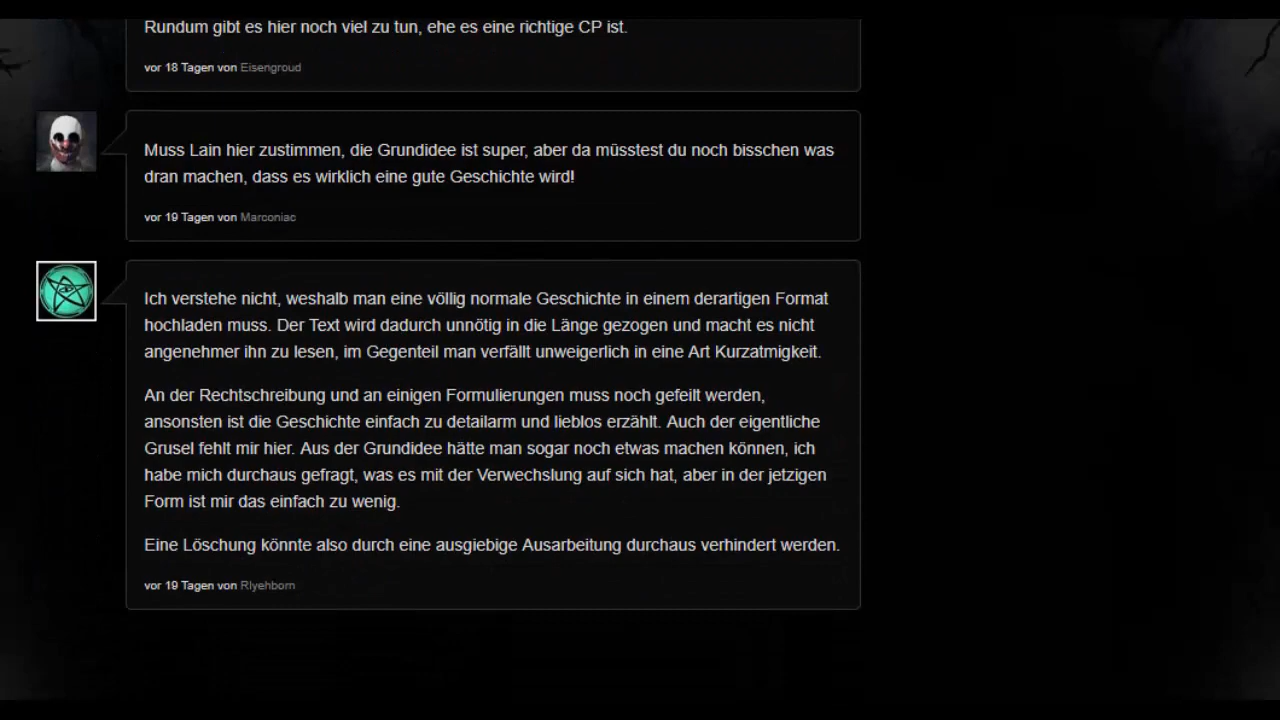 Rundum gibt es hier noch viel zu tun, ehe es eine richtige CP ist.
vor 18 Tagen von Eisengroud
Muss Lain hier zustimmen, die Grundidee ist super, aber da müsstest du noch bisschen was
dran machen, dass es wirklich eine gute Geschichte wird!
vor 19 Tagen von Marconiac
Ich verstehe nicht, weshalb man eine völlig normale Geschichte in einem derartigen Format
hochladen muss. Der Text wird dadurch unnötig in die Länge gezogen und macht es nicht
angenehmer ihn zu lesen, im Gegenteil man verfällt unweigerlich in eine Art Kurzatmigkeit.
An der Rechtschreibung und an einigen Formulierungen muss noch gefeilt werden,
ansonsten ist die Geschichte einfach zu detailarm und lieblos erzählt. Auch der eigentliche
Grusel fehlt mir hier. Aus der Grundidee hätte man sogar noch etwas machen können, ich
habe mich durchaus gefragt, was es mit der Verwechslung auf sich hat, aber in der jetzigen
Form ist mir das einfach zu wenig.
Eine Löschung könnte also durch eine ausgiebige Ausarbeitung durchaus verhindert werden.
vor 19 Tagen von Rlyehborn